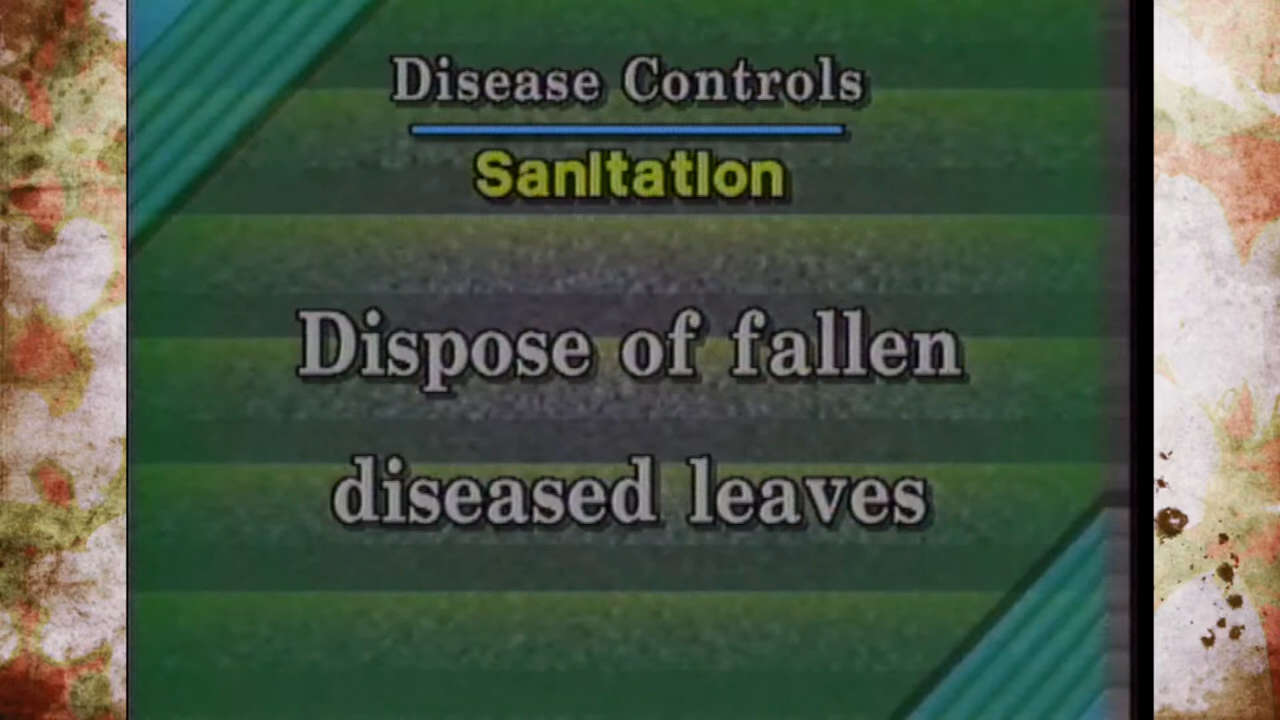 Disease Controls
Sanitation
Dispose of fallen
diseased leaves